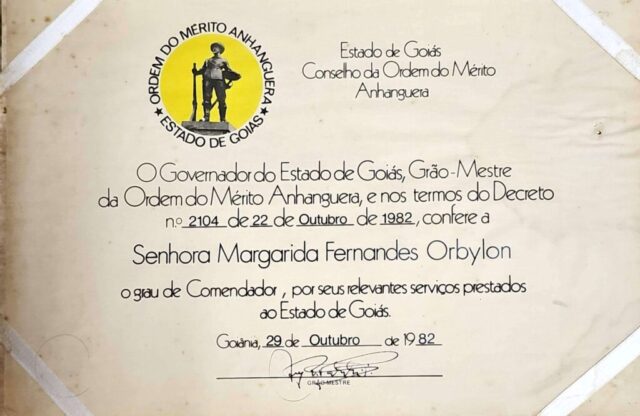 ORDEM DO MÉRITO ANHANGUERA
★ ESTADO DE GOIÁS ★
Estado de Goiás
Conselho da Ordem do Mérito
Anhanguera
O Governador do Estado de Goiás, Grão-Mestre
da Ordem do Mérito Anhanguera, e nos termos do Decreto
n.º 2104 de 22 de Outubro de 1982, confere à
Senhora Margarida Fernandes Orbylon
o grau de Comendador, por seus relevantes serviços prestados
ao Estado de Goiás.
Goiânia, 29 de Outubro de 1982
GRÃO-MESTRE